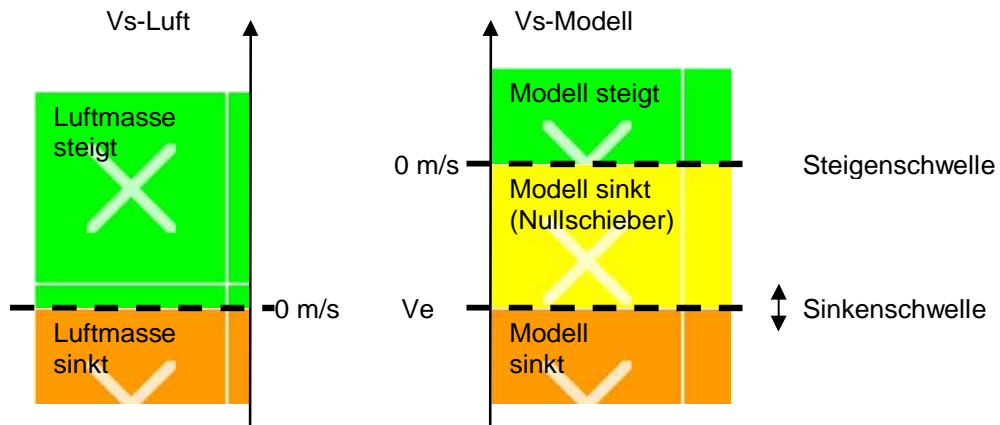 Vs-Luft
Vs-Modell
Luftmasse
steigt
Modell steigt
0 m/s
Steigenschwelle
Modell sinkt
(Nullschieber)
0 m/s
Ve
Sinkenschwelle
Luftmasse
sinkt
Modell
sinkt